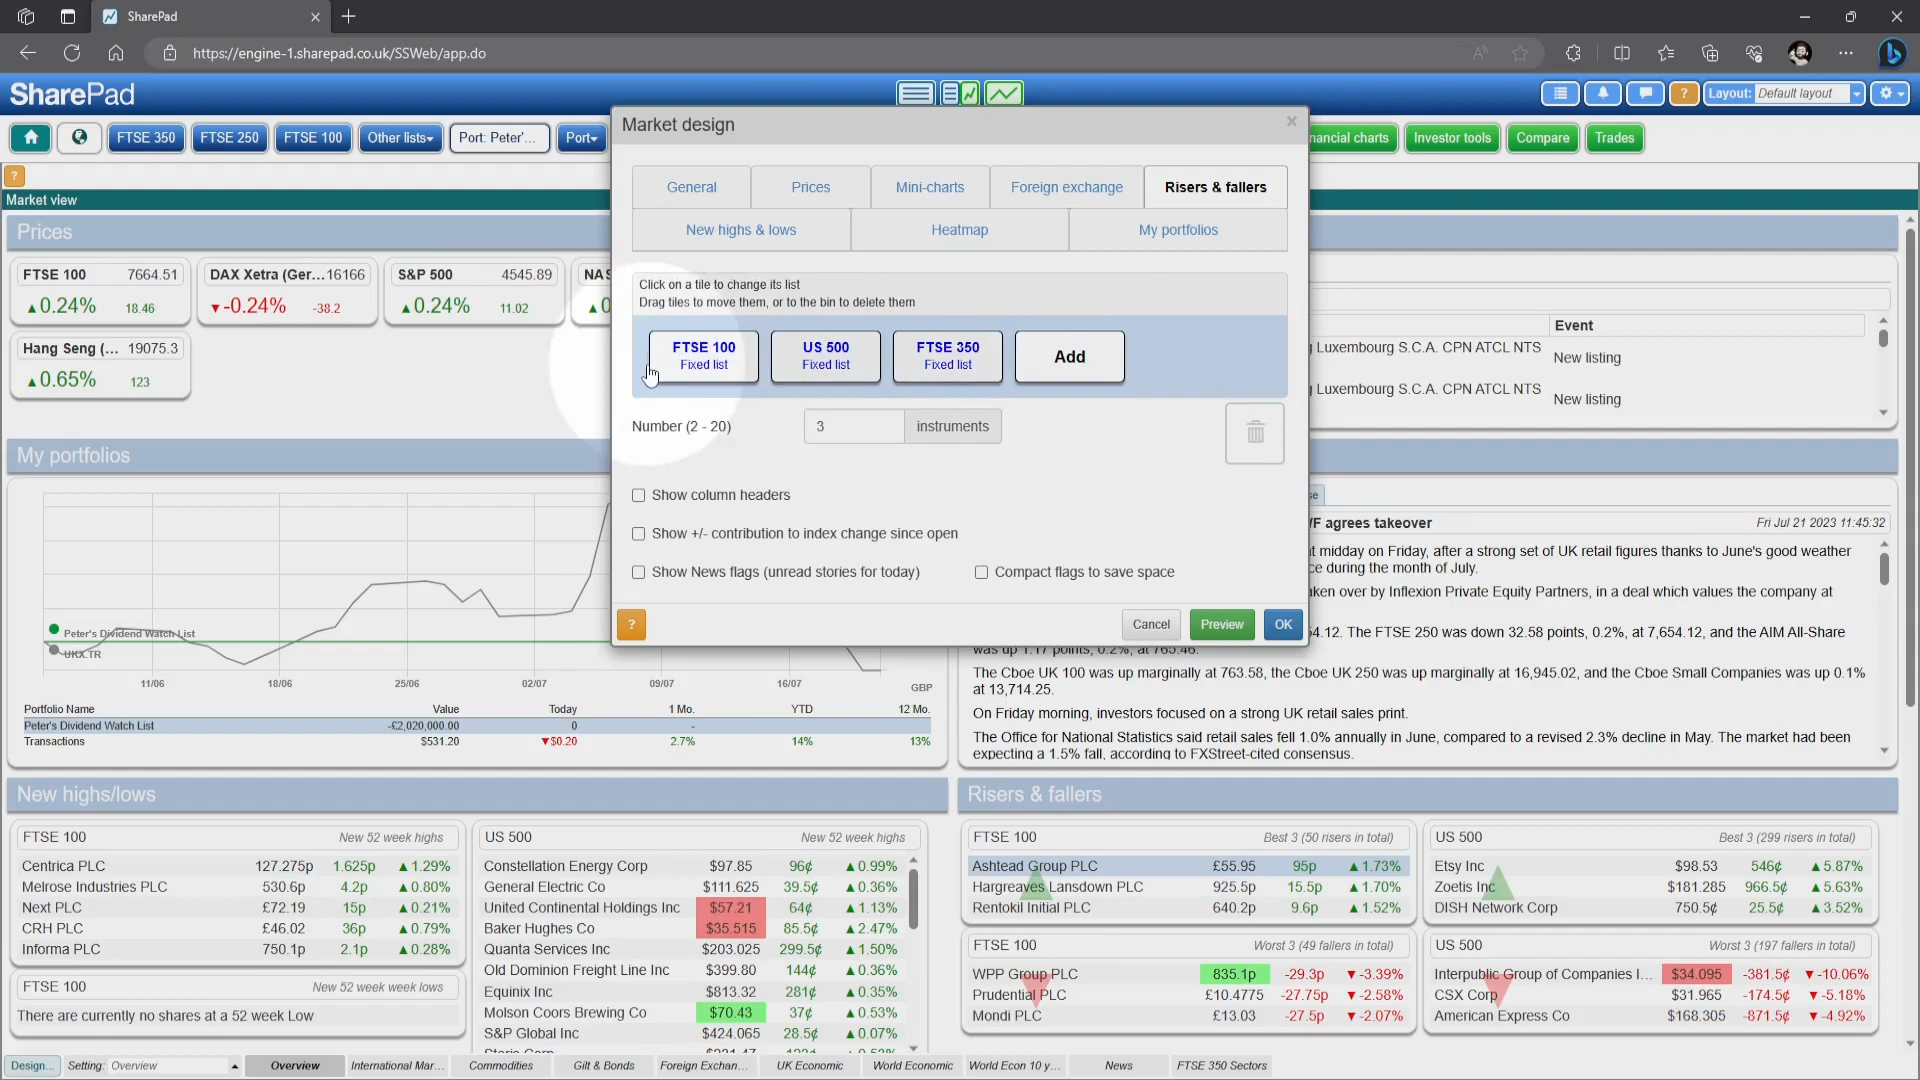 SharePad
https://engine-1.sharepad.co.uk/SSWeb/app.do
SharePad
? Layout: Default layout
FTSE 350 FTSE 250 FTSE 100 Other lists Port: Peter'... Port
nancial charts Investor tools Compare Trades
?
Market view
Prices
FTSE 100 7664.51
▲0.24% 18.46
DAX Xetra (Ger... 16166
▼-0.24% -38.2
S&P 500 4545.89
▲0.24% 11.02
NAS
▲0
Hang Seng (... 19075.3
▲0.65% 123
Market design
General Prices Mini-charts Foreign exchange Risers & fallers
New highs & lows Heatmap My portfolios
Click on a tile to change its list
Drag tiles to move them, or to the bin to delete them
FTSE 100
Fixed list
US 500
Fixed list
FTSE 350
Fixed list
Add
Number (2 - 20) 3 instruments
Show column headers
Show +/- contribution to index change since open
Show News flags (unread stories for today) Compact flags to save space
? Cancel Preview OK
Event
Luxembourg S.C.A. CPN ATCL NTS New listing
Luxembourg S.C.A. CPN ATCL NTS New listing
My portfolios
Peter's Dividend Watch List
UKX.TR
11/06 18/06 25/06 02/07 09/07 16/07 GBP
Portfolio Name Value Today 1 Mo. YTD 12 Mo.
Peter's Dividend Watch List -£2,020,000.00 0 -
Transactions $531.20 ▼$0.20 2.7% 14% 13%
se
/F agrees takeover Fri Jul 21 2023 11:45:32
t midday on Friday, after a strong set of UK retail figures thanks to June's good weather
ce during the month of July.
ken over by Inflexion Private Equity Partners, in a deal which values the company at
54.12. The FTSE 250 was down 32.58 points, 0.2%, at 7,654.12, and the AIM All-Share
was up 1.17 points, 0.2%, at 765.46.
The Cboe UK 100 was up marginally at 763.58, the Cboe UK 250 was up marginally at 16,945.02, and the Cboe Small Companies was up 0.1%
at 13,714.25.
On Friday morning, investors focused on a strong UK retail sales print.
The Office for National Statistics said retail sales fell 1.0% annually in June, compared to a revised 2.3% decline in May. The market had been
expecting a 1.5% fall, according to FXStreet-cited consensus.
New highs/lows
FTSE 100 New 52 week highs
Centrica PLC 127.275p 1.625p ▲1.29%
Melrose Industries PLC 530.6p 4.2p ▲0.80%
Next PLC £72.19 15p ▲0.21%
CRH PLC £46.02 36p ▲0.79%
Informa PLC 750.1p 2.1p ▲0.28%
FTSE 100 New 52 week week lows
There are currently no shares at a 52 week Low
US 500 New 52 week highs
Constellation Energy Corp $97.85 96¢ ▲0.99%
General Electric Co $111.625 39.5¢ ▲0.36%
United Continental Holdings Inc $57.21 64¢ ▲1.13%
Baker Hughes Co $35.515 85.5¢ ▲2.47%
Quanta Services Inc $203.025 299.5¢ ▲1.50%
Old Dominion Freight Line Inc $399.80 144¢ ▲0.36%
Equinix Inc $813.32 281¢ ▲0.35%
Molson Coors Brewing Co $70.43 37¢ ▲0.53%
S&P Global Inc $424.065 28.5¢ ▲0.07%
Risers & fallers
FTSE 100 Best 3 (50 risers in total)
Ashtead Group PLC £55.95 95p ▲1.73%
Hargreaves Lansdown PLC 925.5p 15.5p ▲1.70%
Rentokil Initial PLC 640.2p 9.6p ▲1.52%
US 500 Best 3 (299 risers in total)
Etsy Inc $98.53 546¢ ▲5.87%
Zoetis Inc $181.285 966.5¢ ▲5.63%
DISH Network Corp 750.5¢ 25.5¢ ▲3.52%
FTSE 100 Worst 3 (49 fallers in total)
WPP Group PLC 835.1p -29.3p ▼-3.39%
Prudential PLC £10.4775 -27.75p ▼-2.58%
Mondi PLC £13.03 -27.5p ▼-2.07%
US 500 Worst 3 (197 fallers in total)
Interpublic Group of Companies I... $34.095 -381.5¢ ▼-10.06%
CSX Corp $31.965 -174.5¢ ▼-5.18%
American Express Co $168.305 -871.5¢ ▼-4.92%
Design... Setting: Overview Overview International Mar... Commodities Gilt & Bonds Foreign Exchan... UK Economic World Economic World Econ 10 y... News FTSE 350 Sectors